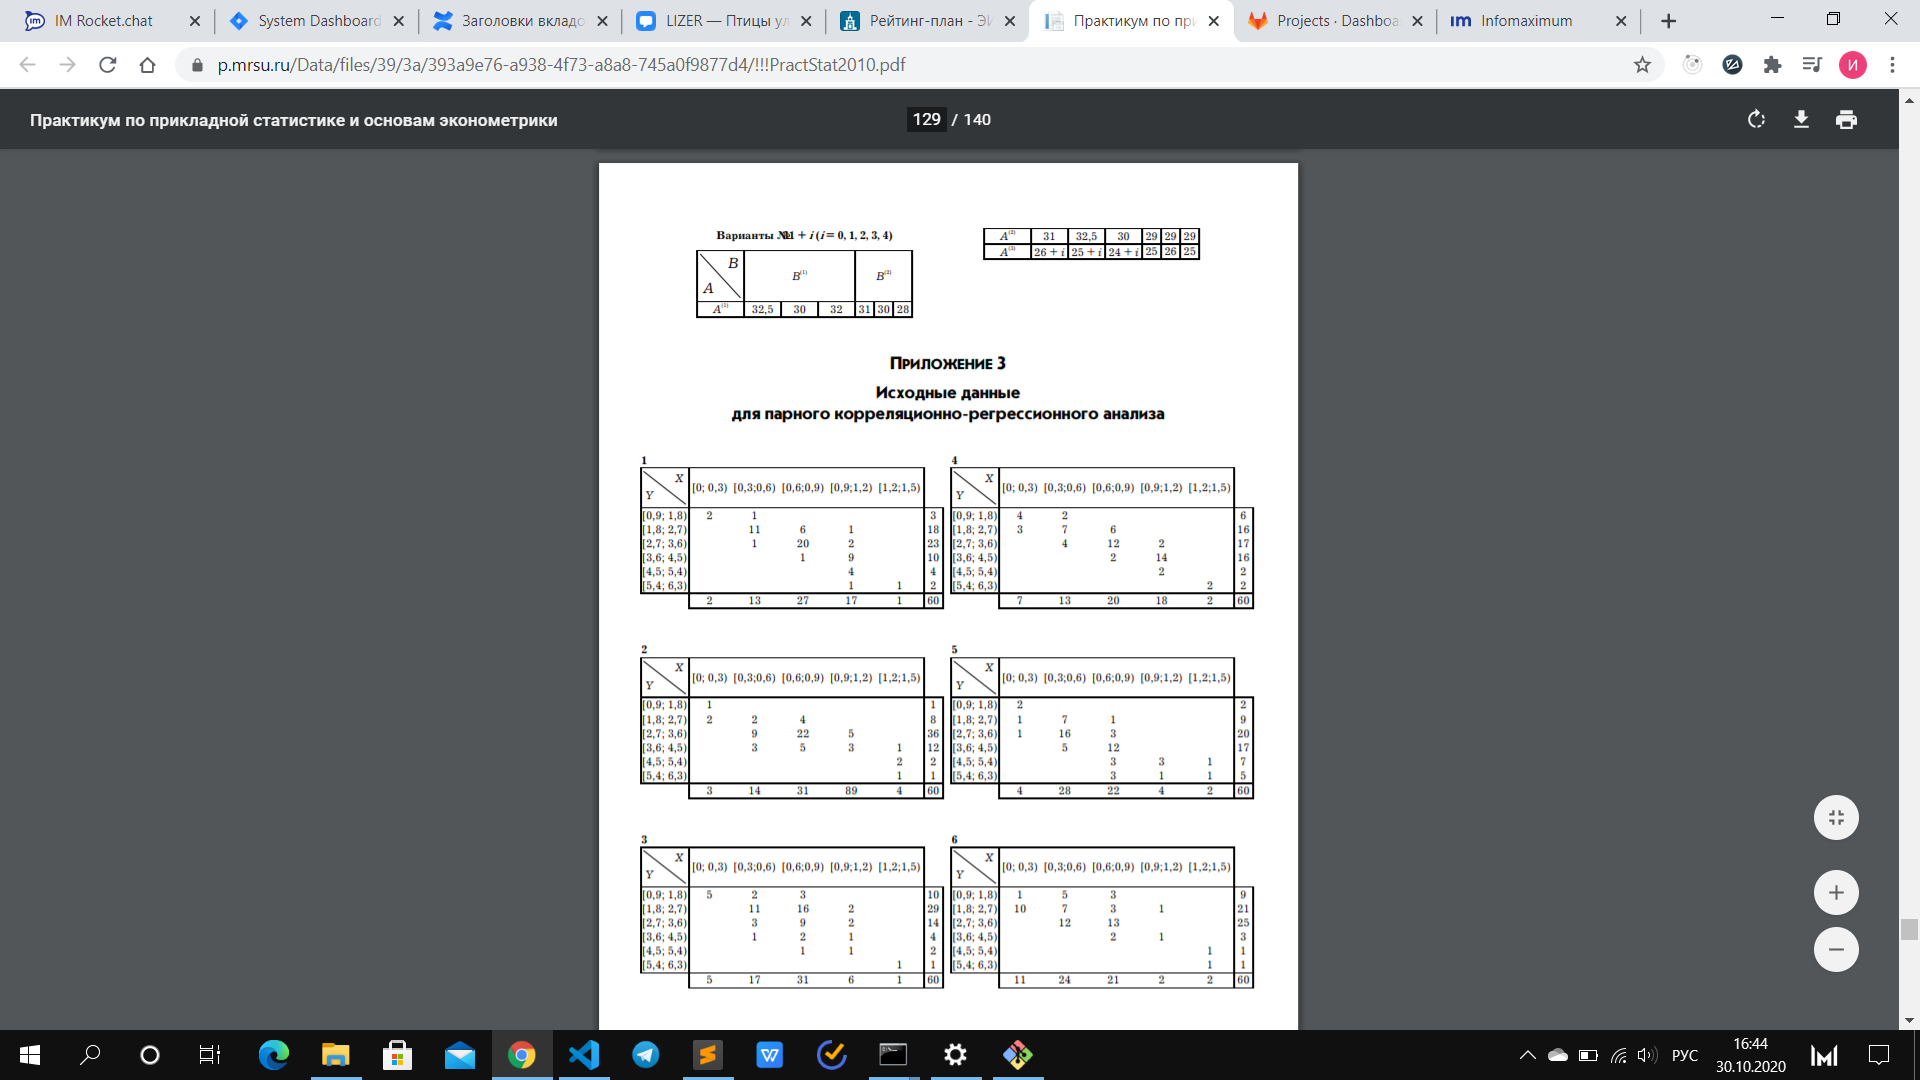 IM Rocket.chat
System Dashboard
Заголовки вкладо
LIZER — Птицы ул
Рейтинг-план - ЭИ
Практикум по при
Projects · Dashboa
Infomaximum
p.mrsu.ru/Data/files/39/3a/393a9e76-a938-4f73-a8a8-745a0f9877d4/!!!PractStat2010.pdf
И
Практикум по прикладной статистике и основам эконометрики
129 / 140
Варианты №41 + i (i = 0, 1, 2, 3, 4)
B
A
B(1) B(2)
A(1) 32,5 30 32 31 30 28
A(2) 31 32,5 30 29 29 29
A(3) 26 + i 25 + i 24 + i 25 26 25
ПРИЛОЖЕНИЕ 3
Исходные данные
для парного корреляционно-регрессионного анализа
1
X
Y
[0; 0,3) [0,3;0,6) [0,6;0,9) [0,9;1,2) [1,2;1,5)
[0,9; 1,8) 2 1 3
[1,8; 2,7) 11 6 1 18
[2,7; 3,6) 1 20 2 23
[3,6; 4,5) 1 9 10
[4,5; 5,4) 4 4
[5,4; 6,3) 1 1 2
2 13 27 17 1 60
4
X
Y
[0; 0,3) [0,3;0,6) [0,6;0,9) [0,9;1,2) [1,2;1,5)
[0,9; 1,8) 4 2 6
[1,8; 2,7) 3 7 6 16
[2,7; 3,6) 4 12 2 17
[3,6; 4,5) 2 14 16
[4,5; 5,4) 2 2
[5,4; 6,3) 2 2
7 13 20 18 2 60
2
X
Y
[0; 0,3) [0,3;0,6) [0,6;0,9) [0,9;1,2) [1,2;1,5)
[0,9; 1,8) 1 1
[1,8; 2,7) 2 2 4 8
[2,7; 3,6) 9 22 5 36
[3,6; 4,5) 3 5 3 1 12
[4,5; 5,4) 2 2
[5,4; 6,3) 1 1
3 14 31 89 4 60
5
X
Y
[0; 0,3) [0,3;0,6) [0,6;0,9) [0,9;1,2) [1,2;1,5)
[0,9; 1,8) 2 2
[1,8; 2,7) 1 7 1 9
[2,7; 3,6) 1 16 3 20
[3,6; 4,5) 5 12 17
[4,5; 5,4) 3 3 1 7
[5,4; 6,3) 3 1 1 5
4 28 22 4 2 60
3
X
Y
[0; 0,3) [0,3;0,6) [0,6;0,9) [0,9;1,2) [1,2;1,5)
[0,9; 1,8) 5 2 3 10
[1,8; 2,7) 11 16 2 29
[2,7; 3,6) 3 9 2 14
[3,6; 4,5) 1 2 1 4
[4,5; 5,4) 1 1 2
[5,4; 6,3) 1 1
5 17 31 6 1 60
6
X
Y
[0; 0,3) [0,3;0,6) [0,6;0,9) [0,9;1,2) [1,2;1,5)
[0,9; 1,8) 1 5 3 9
[1,8; 2,7) 10 7 3 1 21
[2,7; 3,6) 12 13 25
[3,6; 4,5) 2 1 3
[4,5; 5,4) 1 1
[5,4; 6,3) 1 1
11 24 21 2 2 60
РУС
16:44
30.10.2020